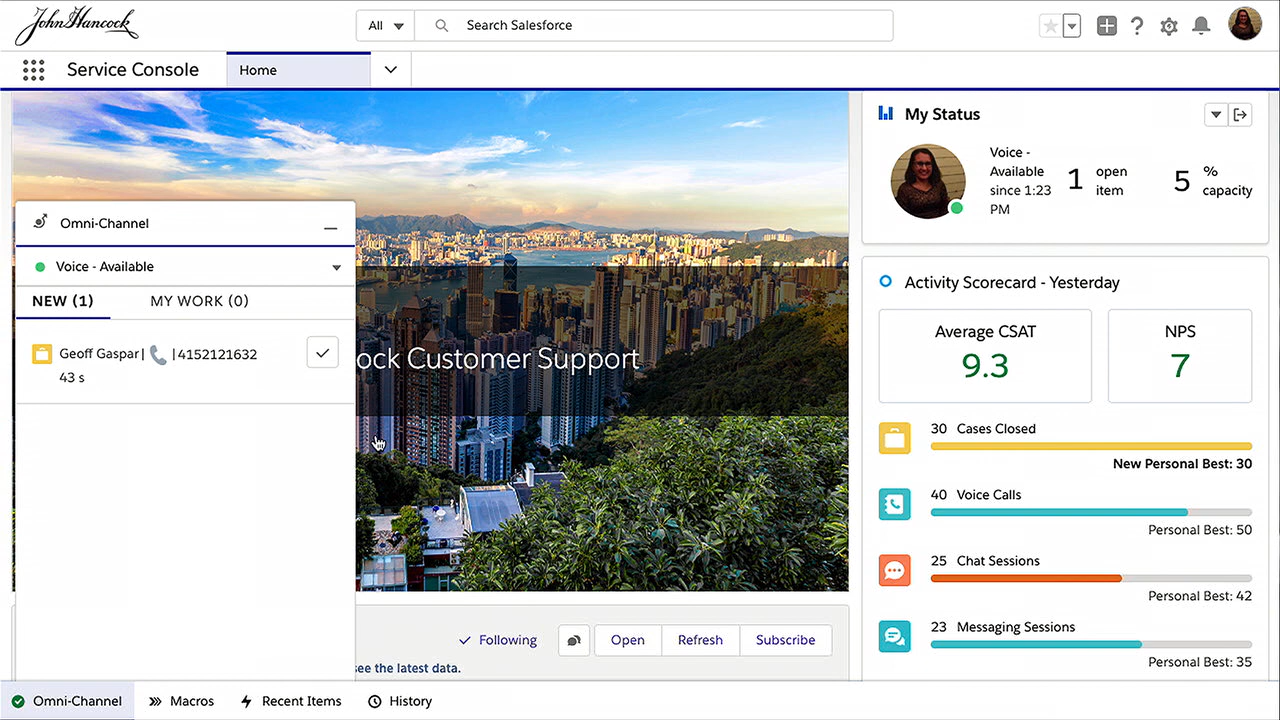 John Hancock
All
Search Salesforce
Service Console
Home
Omni-Channel
Voice - Available
NEW (1)
MY WORK (0)
Geoff Gaspar| |4152121632
43 s
ock Customer Support
Following
Open
Refresh
Subscribe
see the latest data.
My Status
Voice -
Available
since 1:23
PM
1 open
item
5 %
capacity
Activity Scorecard - Yesterday
Average CSAT
9.3
NPS
7
30 Cases Closed
New Personal Best: 30
40 Voice Calls
Personal Best: 50
25 Chat Sessions
Personal Best: 42
23 Messaging Sessions
Personal Best: 35
Omni-Channel
Macros
Recent Items
History